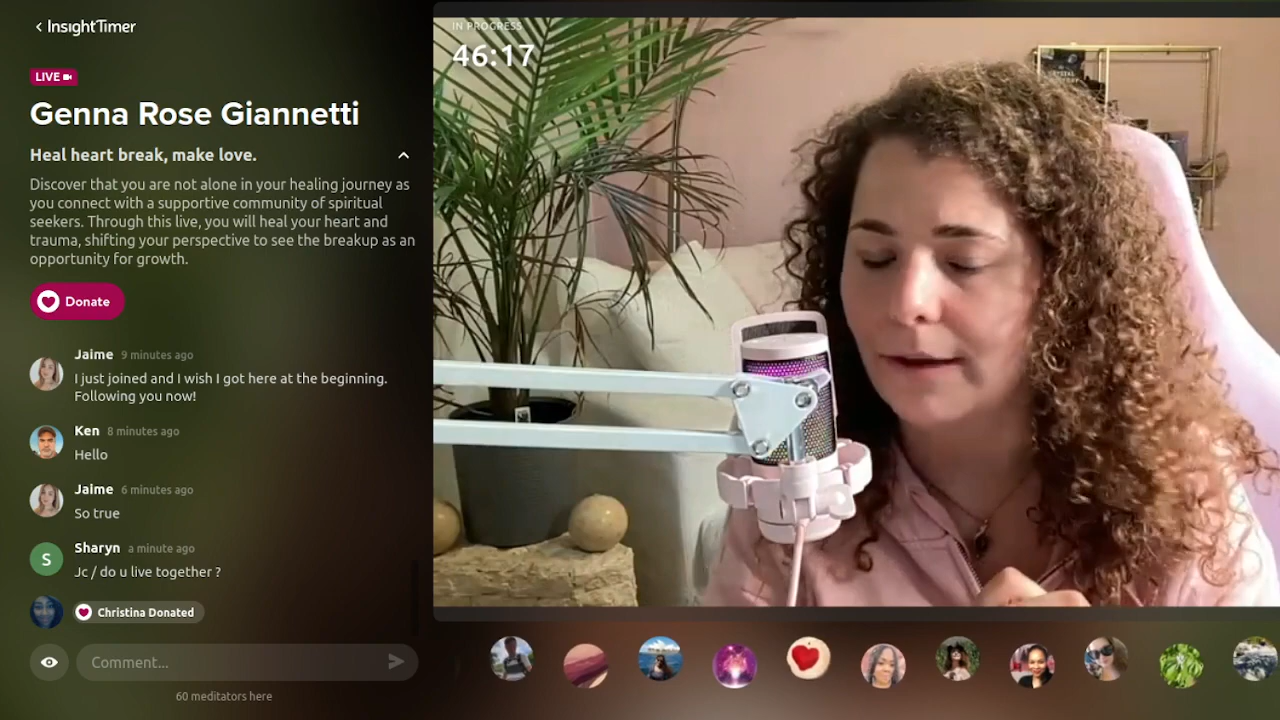 InsightTimer
LIVE
Genna Rose Giannetti
Heal heart break, make love.
Discover that you are not alone in your healing journey as
you connect with a supportive community of spiritual
seekers. Through this live, you will heal your heart and
trauma, shifting your perspective to see the breakup as an
opportunity for growth.
Donate
Jaime 9 minutes ago
I just joined and I wish I got here at the beginning.
Following you now!
Ken 8 minutes ago
Hello
Jaime 6 minutes ago
So true
Sharyn a minute ago
S
Jc / do u live together ?
Christina Donated
Comment...
60 meditators here
IN PROGRESS
46:17
CRYSTAL